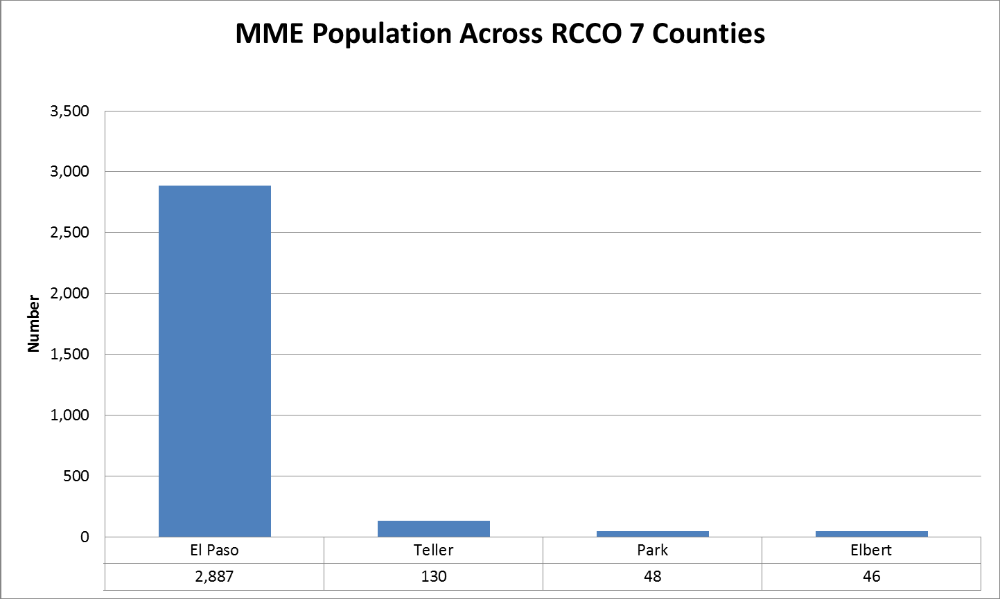 MME Population Across RCCO 7 Counties
3,500
3,000
2,500
2,000
1,500
1,000
500
0
Number
El Paso Teller Park Elbert
2,887 130 48 46